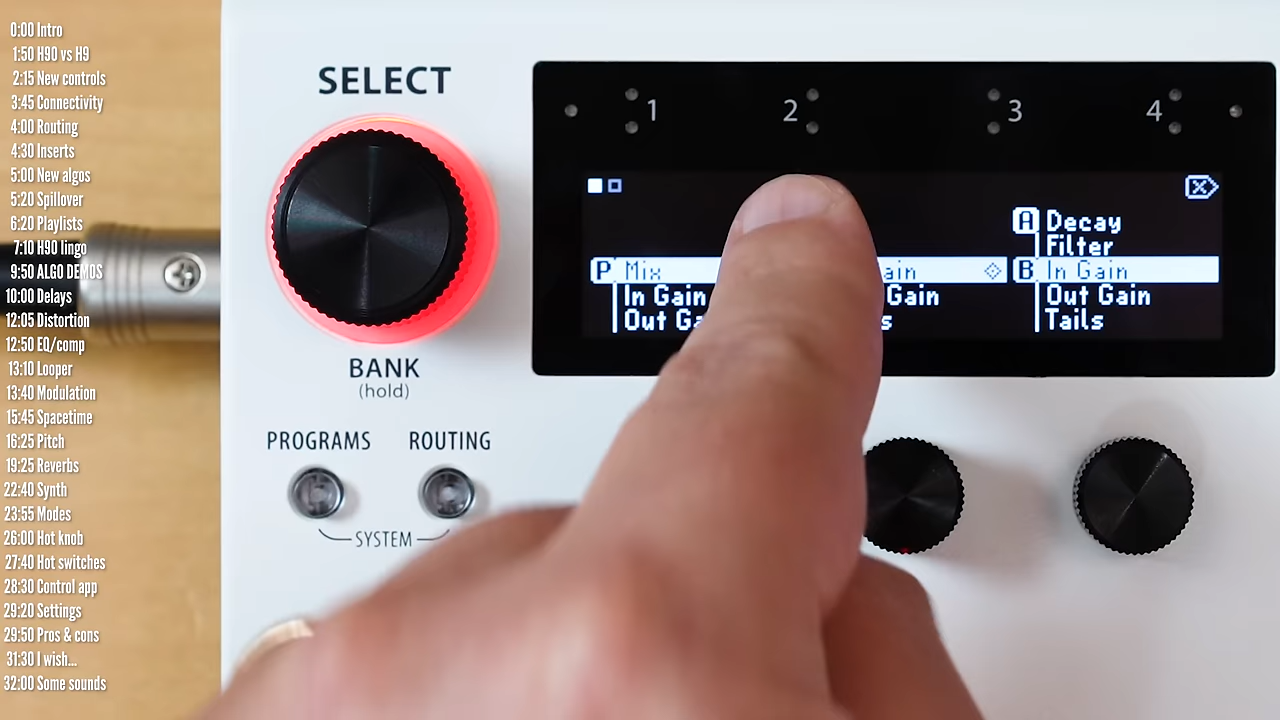 0:00 Intro
1:50 H90 vs H9
2:15 New controls
3:45 Connectivity
4:00 Routing
4:30 Inserts
5:00 New algos
5:20 Spillover
6:20 Playlists
7:10 H90 lingo
9:50 ALGO DEMOS
10:00 Delays
12:05 Distortion
12:50 EQ/comp
13:10 Looper
13:40 Modulation
15:45 Spacetime
16:25 Pitch
19:25 Reverbs
22:40 Synth
23:55 Modes
26:00 Hot knob
27:40 Hot switches
28:30 Control app
29:20 Settings
29:50 Pros & cons
31:30 I wish...
32:00 Some sounds
SELECT
BANK
(hold)
PROGRAMS ROUTING
SYSTEM
1 2 3 4
X
A Decay
Filter
P Mix ain B In Gain
In Gain Gain Out Gain
Out Ga s Tails